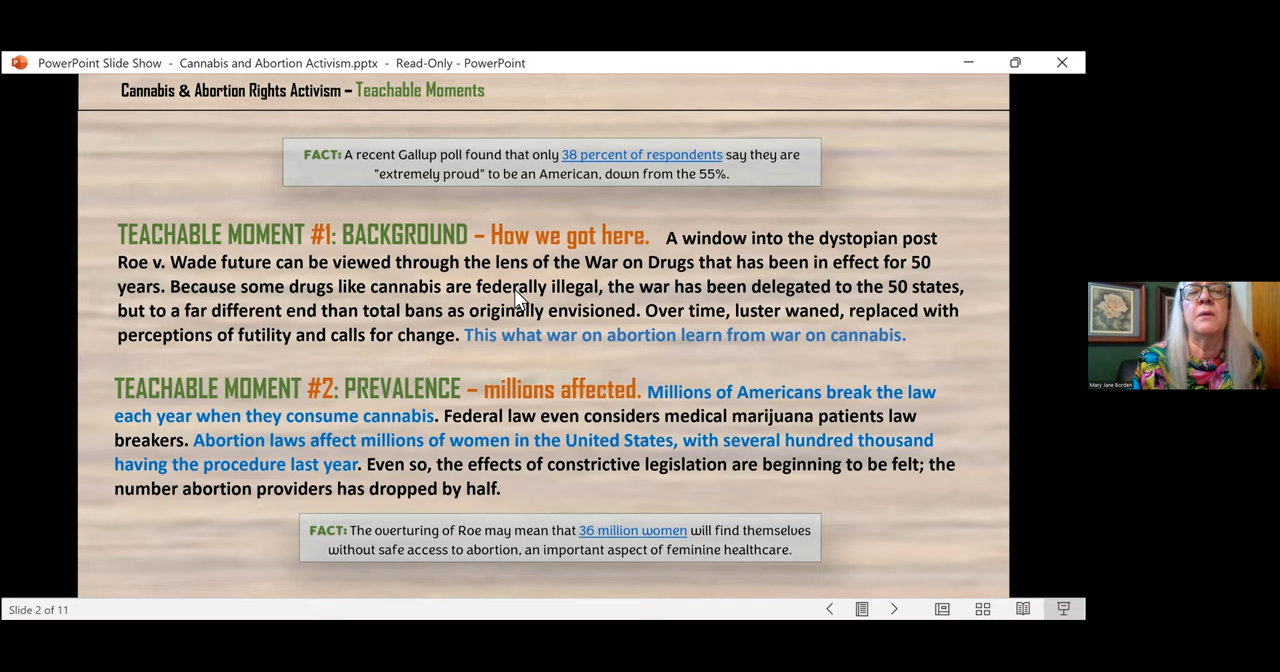 PowerPoint Slide Show - Cannabis and Abortion Activism.pptx - Read-Only - PowerPoint
Cannabis & Abortion Rights Activism – Teachable Moments
FACT: A recent Gallup poll found that only 38 percent of respondents say they are
"extremely proud" to be an American, down from the 55%.
TEACHABLE MOMENT #1: BACKGROUND – How we got here. A window into the dystopian post
Roe v. Wade future can be viewed through the lens of the War on Drugs that has been in effect for 50
years. Because some drugs like cannabis are federally illegal, the war has been delegated to the 50 states,
but to a far different end than total bans as originally envisioned. Over time, luster waned, replaced with
perceptions of futility and calls for change. This what war on abortion learn from war on cannabis.
TEACHABLE MOMENT #2: PREVALENCE – millions affected. Millions of Americans break the law
each year when they consume cannabis. Federal law even considers medical marijuana patients law
breakers. Abortion laws affect millions of women in the United States, with several hundred thousand
having the procedure last year. Even so, the effects of constrictive legislation are beginning to be felt; the
number abortion providers has dropped by half.
FACT: The overturing of Roe may mean that 36 million women will find themselves
without safe access to abortion, an important aspect of feminine healthcare.
Slide 2 of 11
Mary Jane Borden